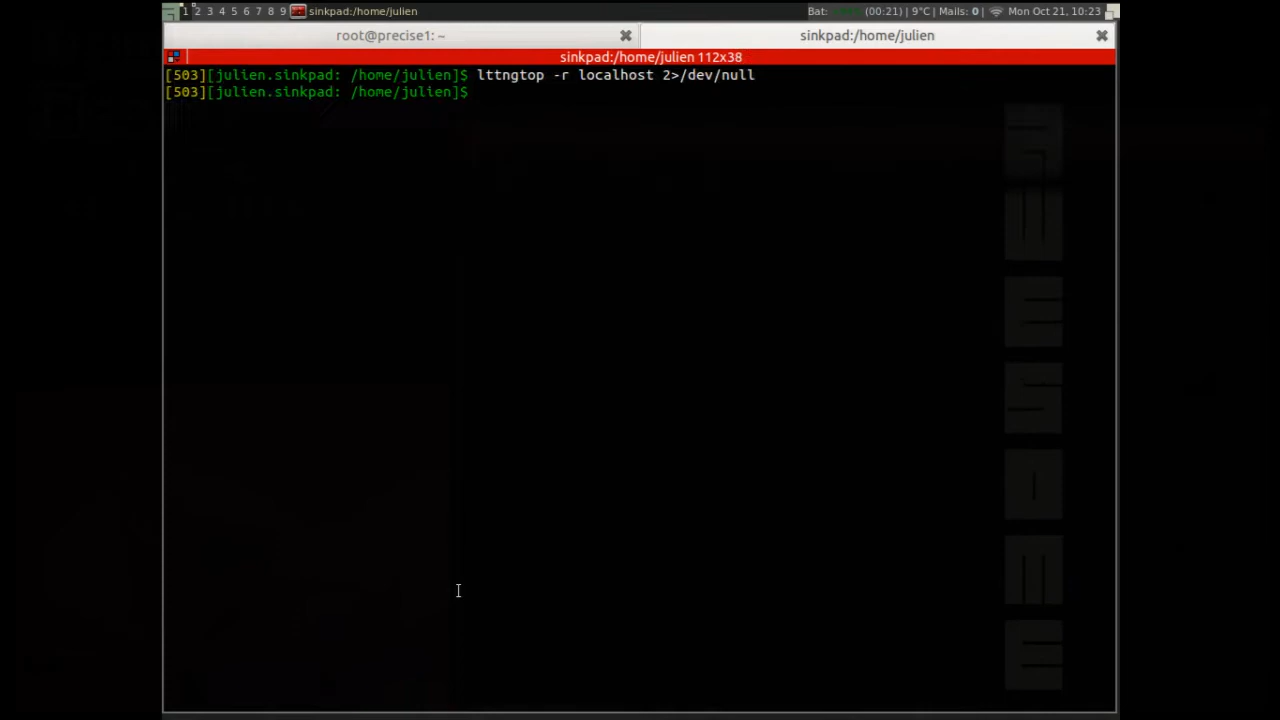 1 2 3 4 5 6 7 8 9 sinkpad:/home/julien Bat: (00:21) | 9°C | Mails: 0 | Mon Oct 21, 10:23
root@precise1: ~ sinkpad:/home/julien
sinkpad:/home/julien 112x38
[503][julien.sinkpad: /home/julien]$ lttngtop -r localhost 2>/dev/null
[503][julien.sinkpad: /home/julien]$